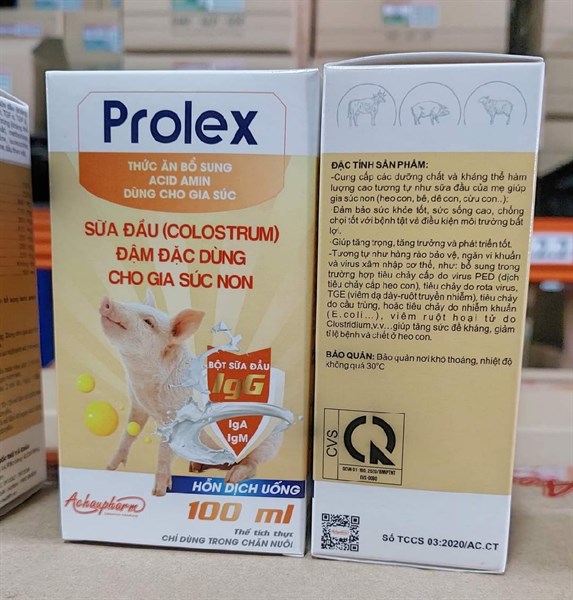 Prolex
THỨC ĂN BỔ SUNG
ACID AMIN
DÙNG CHO GIA SÚC
SỮA ĐẦU (COLOSTRUM)
ĐẬM ĐẶC DÙNG
CHO GIA SÚC NON
BỘT SỮA ĐẦU
IgG
IgA
IgM
HỖN DỊCH UỐNG
100 ml
Thể tích thực
CHỈ DÙNG TRONG CHĂN NUÔI
Achaupharm
ĐẶC TÍNH SẢN PHẨM:
-Cung cấp các dưỡng chất và kháng thể hàm
lượng cao tương tự như sữa đầu của mẹ giúp
gia súc non (heo con, bê, dê con, cừu con..):
-Đảm bảo sức khỏe tốt, sức sống cao, chống
chọi tốt với bệnh tật và điều kiện môi trường bất
lợi.
-Giúp tăng trọng, tăng trưởng và phát triển tốt.
-Tương tự như hàng rào bảo vệ, ngăn vi khuẩn
và virus xâm nhập cơ thể, như: bổ sung trong
trường hợp tiêu chảy cấp do virus PED (dịch
tiêu chảy cấp heo con), tiêu chảy do rota virus,
TGE (viêm dạ dày-ruột truyền nhiễm), tiêu chảy
do cầu trùng, hoặc tiêu chảy do nhiễm khuẩn
(E.coli...), viêm ruột hoại tử do
Clostridium,v.v...giúp tăng sức đề kháng, giảm
tỉ lệ bệnh và chết ở heo con.
BẢO QUẢN: Bảo quản nơi khô thoáng, nhiệt độ
không quá 30°C
CVS
Số TCCS 03:2020/AC.CT